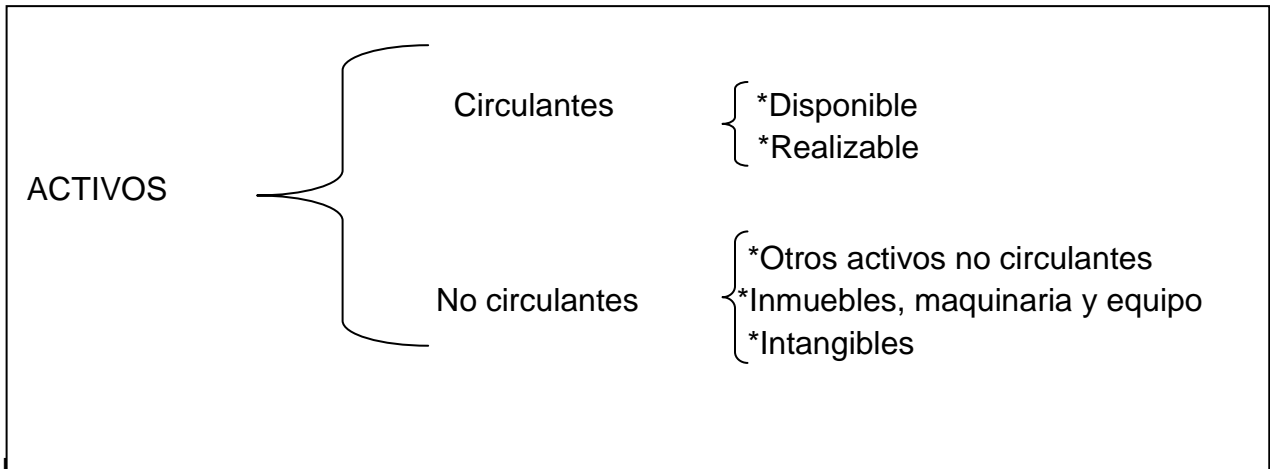 Circulantes
*Disponible
*Realizable
ACTIVOS
*Otros activos no circulantes
No circulantes
*Inmuebles, maquinaria y equipo
*Intangibles